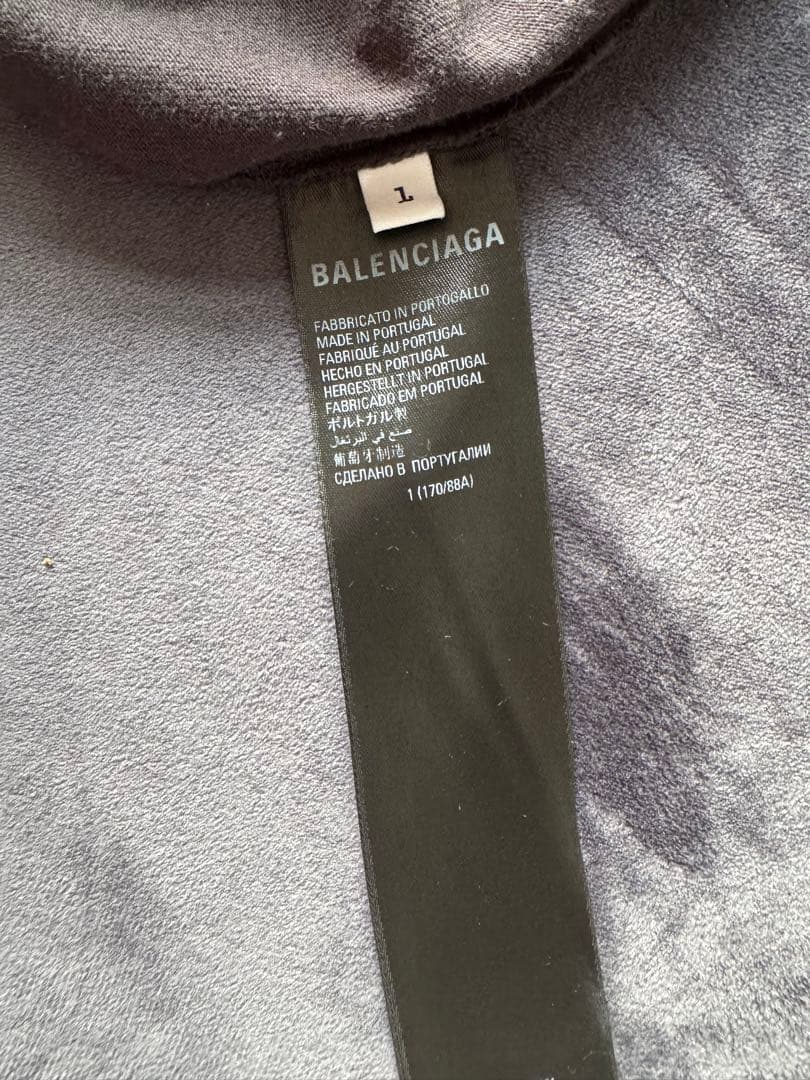 1
BALENCIAGA
FABBRICATO IN PORTOGALLO
MADE IN PORTUGAL
FABRIQUÉ AU PORTUGAL
HECHO EN PORTUGAL
HERGESTELLT IN PORTUGAL
FABRICADO EM PORTUGAL
ポルトガル製
صنع في البرتغال
葡萄牙制造
СДЕЛАНО В ПОРТУГАЛИИ
1 (170/88A)